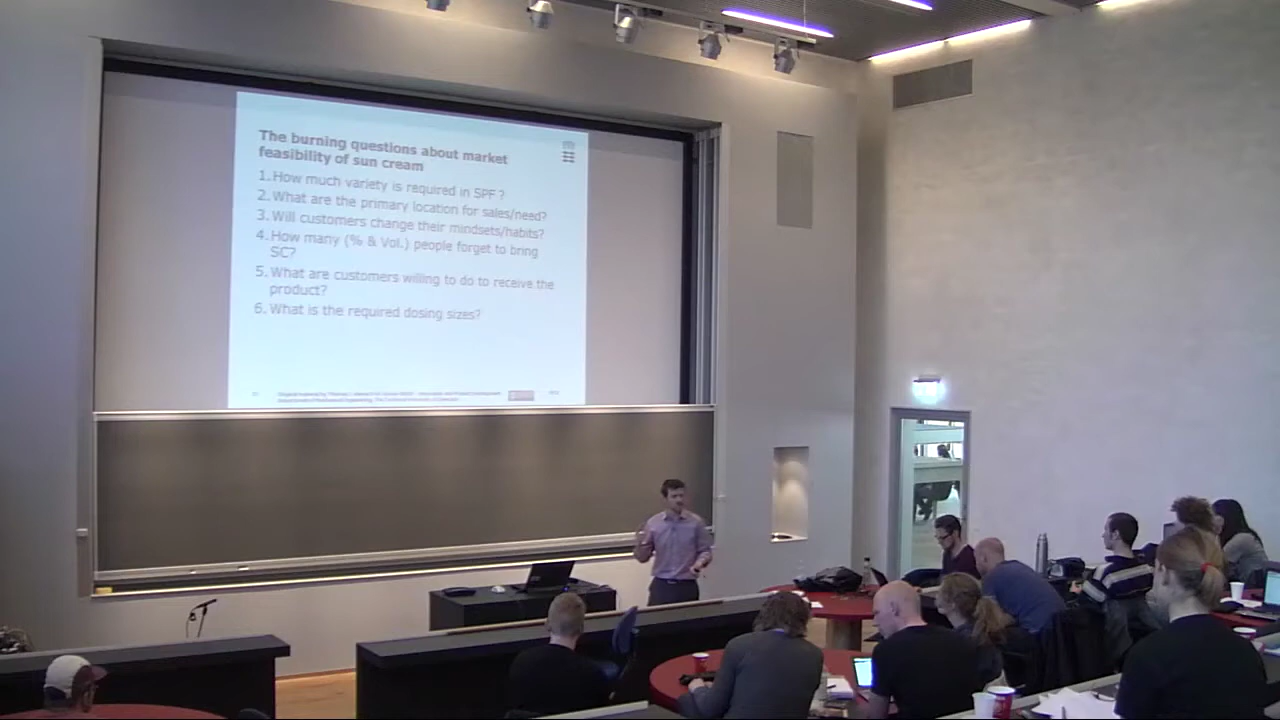 The burning questions about market
feasibility of sun cream
1. How much variety is required in SPF ?
2. What are the primary location for sales/need?
3. Will customers change their mindsets/habits?
4. How many (% & Vol.) people forget to bring
SC?
5. What are customers willing to do to receive the
product?
6. What is the required dosing sizes?